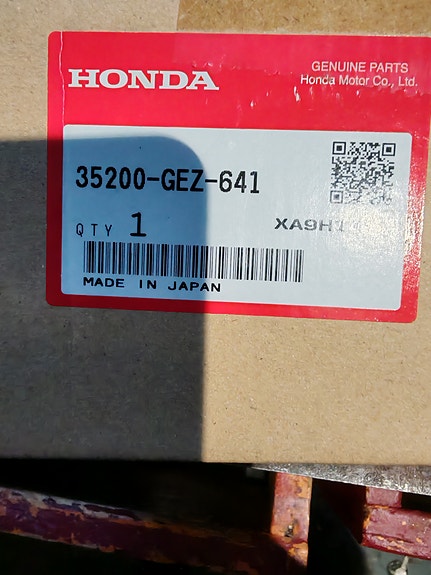 HONDA
GENUINE PARTS
Honda Motor Co., Ltd.
35200-GEZ-641
QTY 1
MADE IN JAPAN